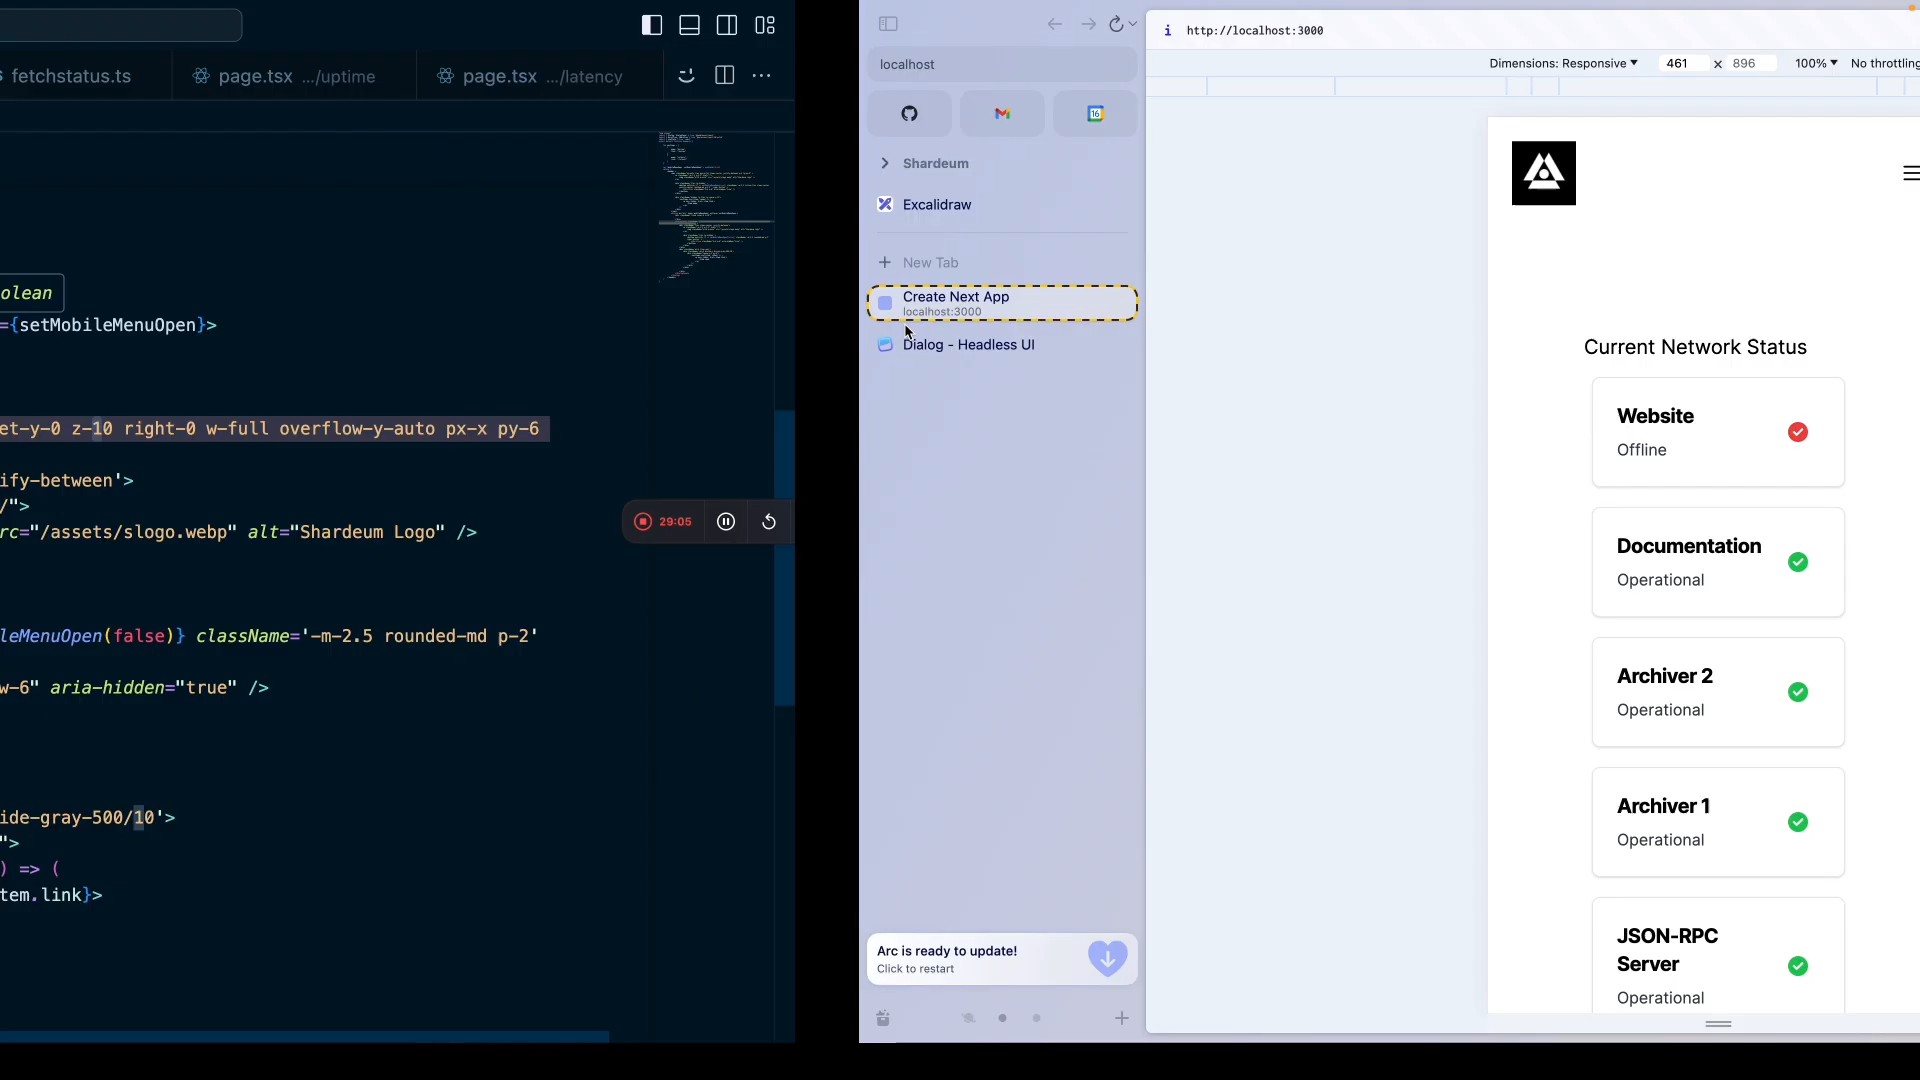 fetchstatus.ts
page.tsx .../uptime
page.tsx .../latency
olean
={setMobileMenuOpen}>
et-y-0 z-10 right-0 w-full overflow-y-auto px-x py-6
ify-between'>
/">
rc="/assets/slogo.webp" alt="Shardeum Logo" />
29:05
leMenuOpen(false)} className='-m-2.5 rounded-md p-2'
w-6" aria-hidden="true" />
ide-gray-500/10'>
">
) => (
tem.link}>
localhost
16
Shardeum
Excalidraw
New Tab
Create Next App
localhost:3000
Dialog - Headless UI
Arc is ready to update!
Click to restart
http://localhost:3000
Dimensions: Responsive 461 x 896 100% No throttling
Current Network Status
Website
Offline
Documentation
Operational
Archiver 2
Operational
Archiver 1
Operational
JSON-RPC
Server
Operational